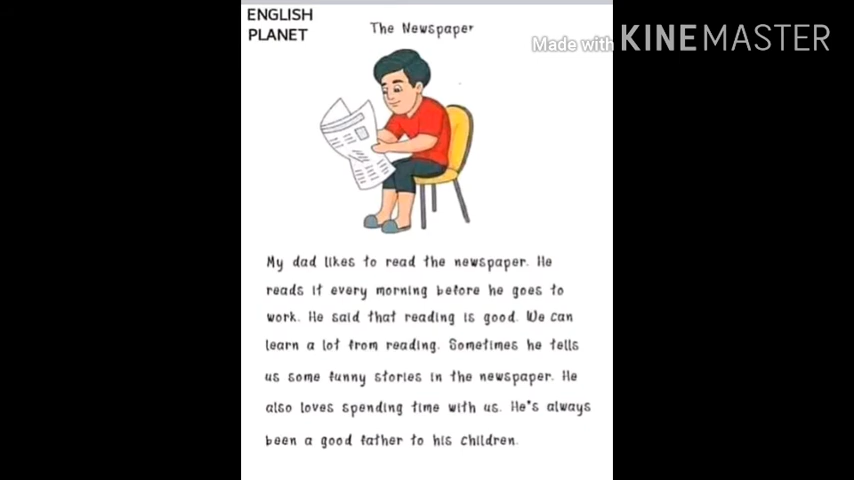 ENGLISH
PLANET
The Newspaper
Made with KINEMASTER
My dad likes to read the newspaper. He
reads it every morning before he goes to
work. He said that reading is good. We can
learn a lot from reading. Sometimes he tells
us some funny stories in the newspaper. He
also loves spending time with us. He's always
been a good father to his children.